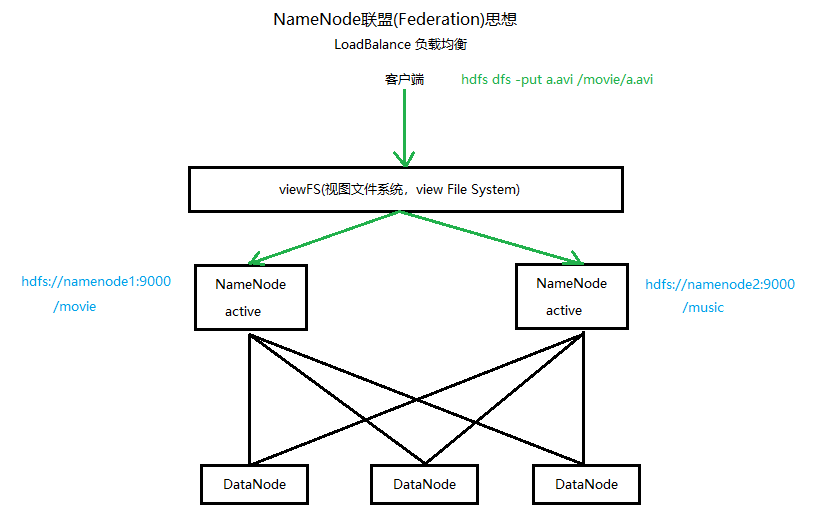 NameNode联盟(Federation)思想
LoadBalance 负载均衡
客户端 hdfs dfs -put a.avi /movie/a.avi
viewFS(视图文件系统，view File System)
hdfs://namenode1:9000
/movie
NameNode
active
NameNode
active
hdfs://namenode2:9000
/music
DataNode
DataNode
DataNode